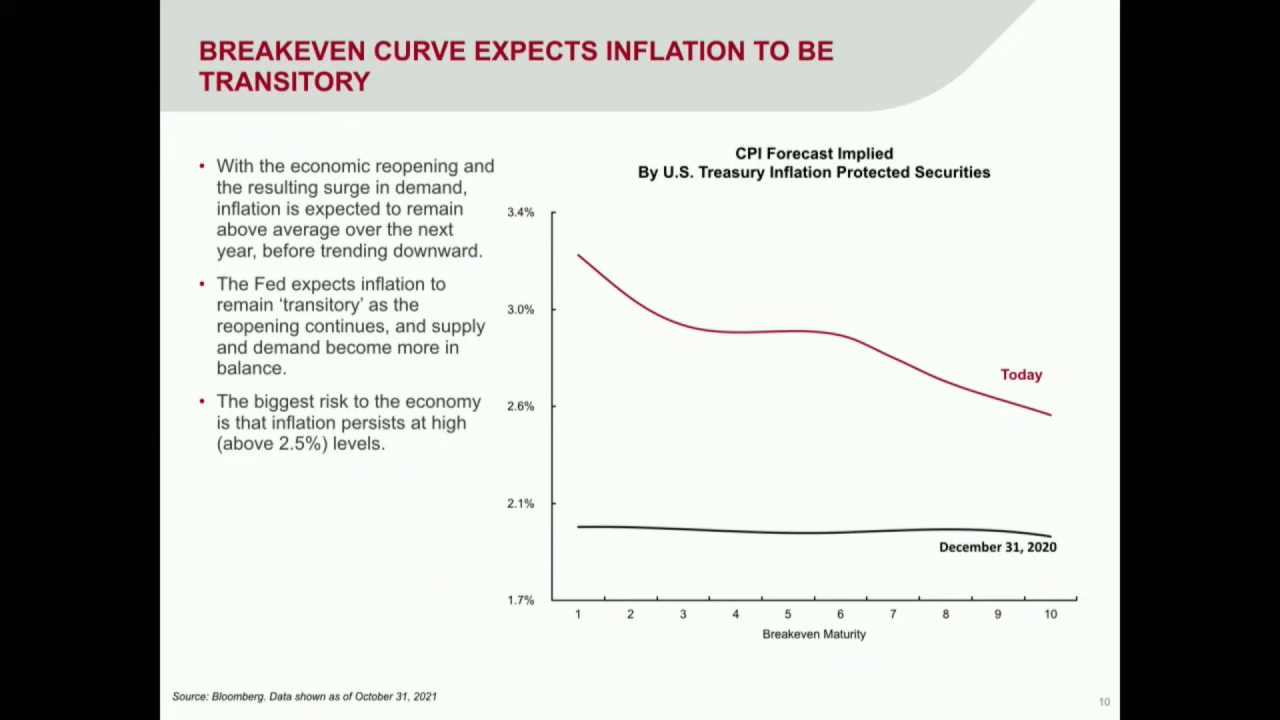 BREAKEVEN CURVE EXPECTS INFLATION TO BE
TRANSITORY
• With the economic reopening and
the resulting surge in demand,
inflation is expected to remain
above average over the next
year, before trending downward.
• The Fed expects inflation to
remain ‘transitory’ as the
reopening continues, and supply
and demand become more in
balance.
• The biggest risk to the economy
is that inflation persists at high
(above 2.5%) levels.
CPI Forecast Implied
By U.S. Treasury Inflation Protected Securities
3.4%
3.0%
2.6%
2.1%
1.7%
Today
December 31, 2020
1 2 3 4 5 6 7 8 9 10
Breakeven Maturity
Source: Bloomberg. Data shown as of October 31, 2021
10